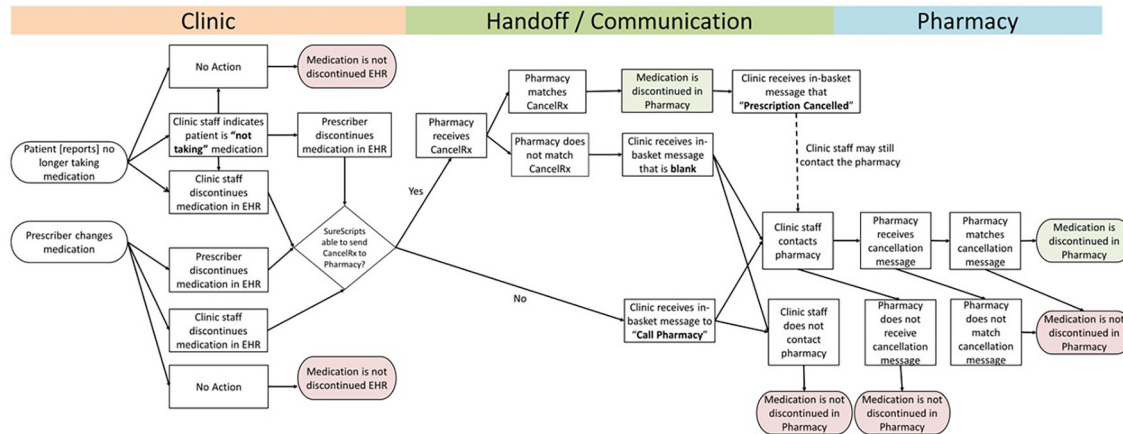 Clinic
Handoff / Communication
Pharmacy
No Action
Medication is not
discontinued EHR
Clinic staff indicates
patient is “not
taking” medication
Prescriber
discontinues
medication in EHR
Patient [reports] no
longer taking
medication
Clinic staff
discontinues
medication in EHR
Prescriber changes
medication
Prescriber
discontinues
medication in EHR
Clinic staff
discontinues
medication in EHR
No Action
Medication is not
discontinued EHR
SureScripts
able to send
CancelRx to
Pharmacy?
Yes
No
Pharmacy
receives
CancelRx
Pharmacy
matches
CancelRx
Medication is
discontinued in
Pharmacy
Clinic receives in-basket
message that
“Prescription Cancelled”
Pharmacy does
not match
CancelRx
Clinic receives in-
basket message
that is blank
Clinic staff may still
contact the pharmacy
Clinic receives in-
basket message to
“Call Pharmacy”
Clinic staff
contacts
pharmacy
Pharmacy
receives
cancellation
message
Pharmacy
matches
cancellation
message
Medication is
discontinued in
Pharmacy
Clinic staff
does not
contact
pharmacy
Pharmacy
does not
receive
cancellation
message
Pharmacy
does not
match
cancellation
message
Medication is not
discontinued in
Pharmacy
Medication is not
discontinued in
Pharmacy
Medication is not
discontinued in
Pharmacy